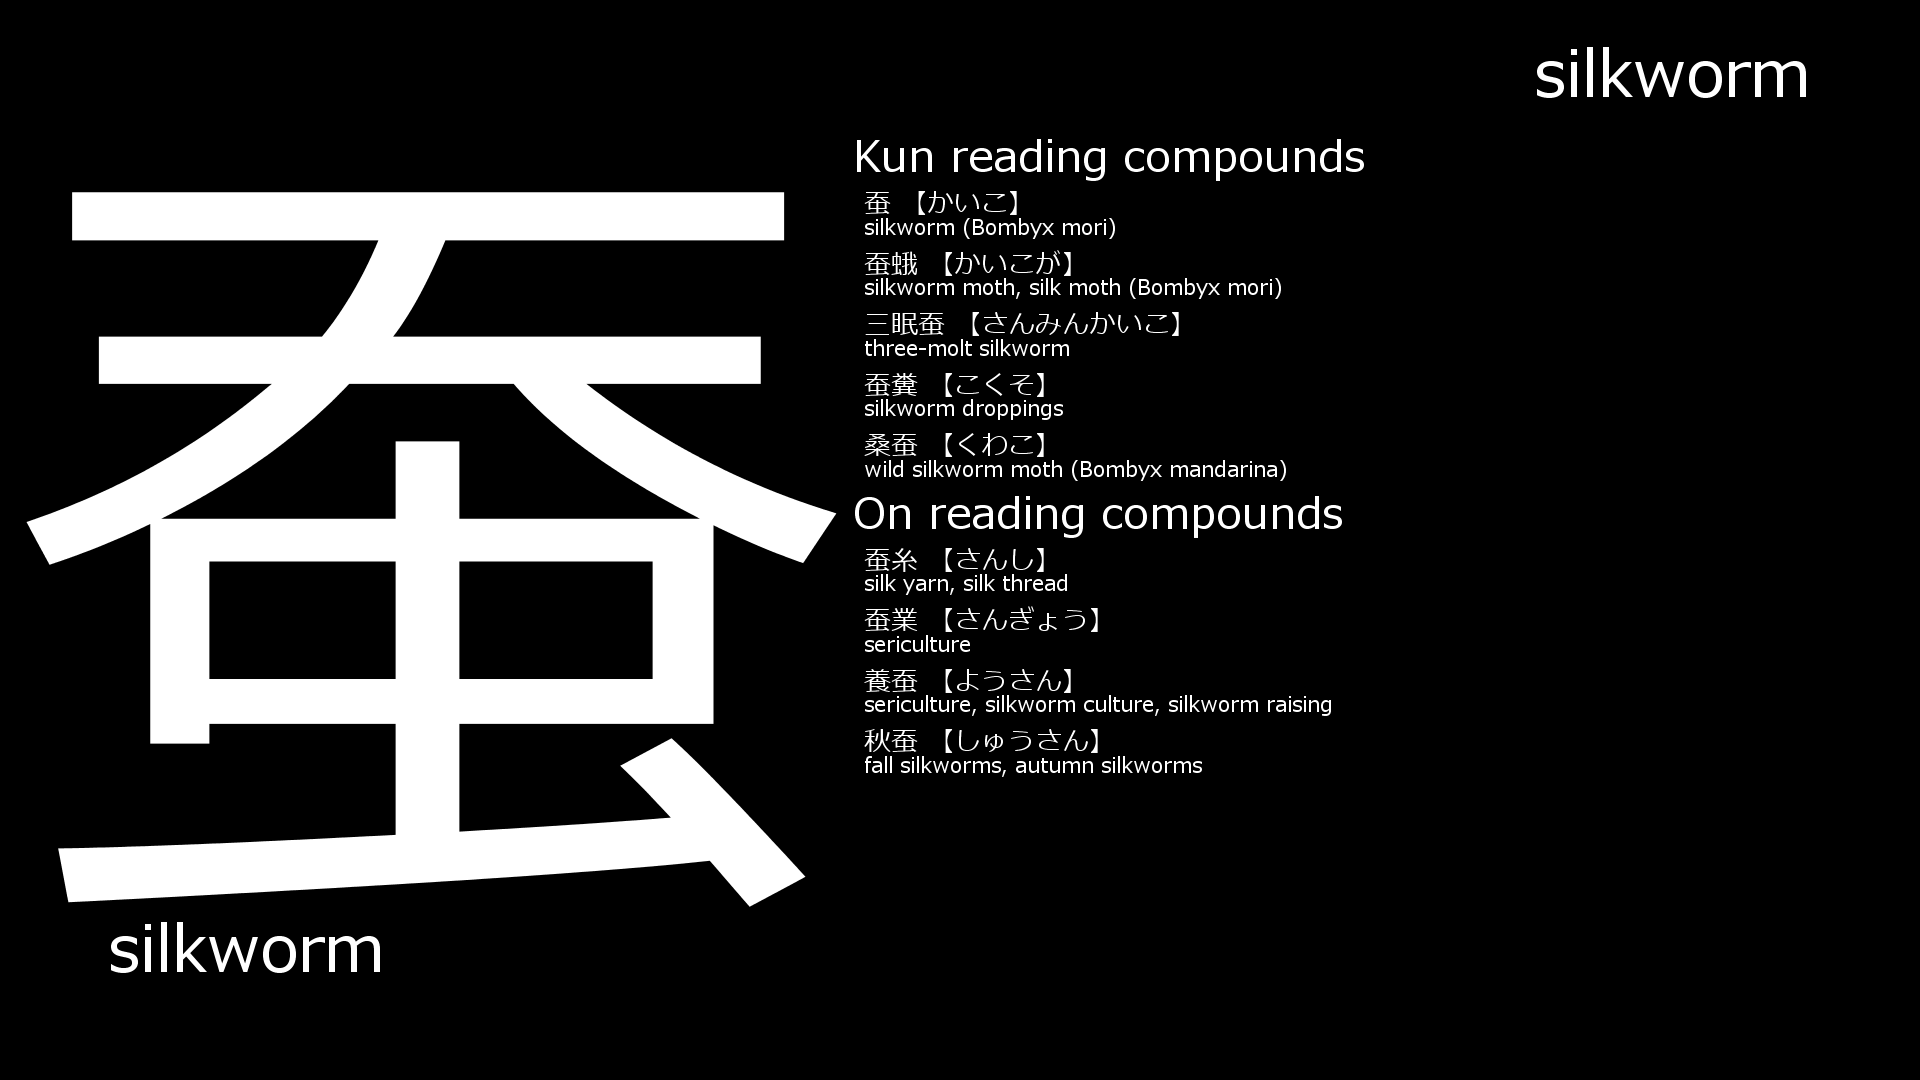 silkworm
蚕
silkworm
Kun reading compounds
蚕 【かいこ】
silkworm (Bombyx mori)
蚕蛾 【かいこが】
silkworm moth, silk moth (Bombyx mori)
三眠蚕 【さんみんかいこ】
three-molt silkworm
蚕糞 【こくそ】
silkworm droppings
桑蚕 【くわこ】
wild silkworm moth (Bombyx mandarina)
On reading compounds
蚕糸 【さんし】
silk yarn, silk thread
蚕業 【さんぎょう】
sericulture
養蚕 【ようさん】
sericulture, silkworm culture, silkworm raising
秋蚕 【しゅうさん】
fall silkworms, autumn silkworms